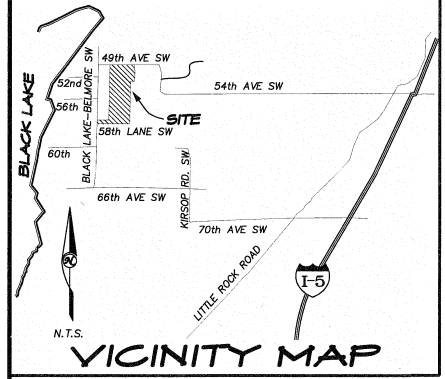 49th AVE SW
52nd
54th AVE SW
56th
SITE
58th LANE SW
BLACK LAKE
BLACK LAKE-BELMORE SW
60th
66th AVE SW
KIRSOP RD. SW
70th AVE SW
LITTLE ROCK ROAD
I-5
N
N.T.S.
VICINITY MAP